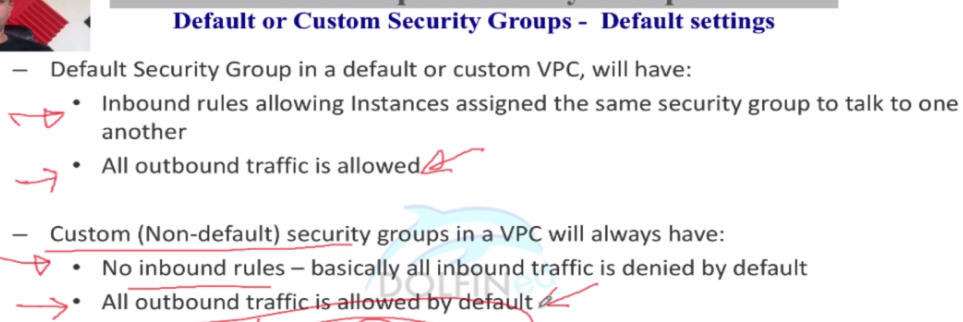 Default or Custom Security Groups - Default settings
– Default Security Group in a default or custom VPC, will have:
• Inbound rules allowing Instances assigned the same security group to talk to one
another
• All outbound traffic is allowed
– Custom (Non-default) security groups in a VPC will always have:
• No inbound rules – basically all inbound traffic is denied by default
DOLFIN
• All outbound traffic is allowed by default